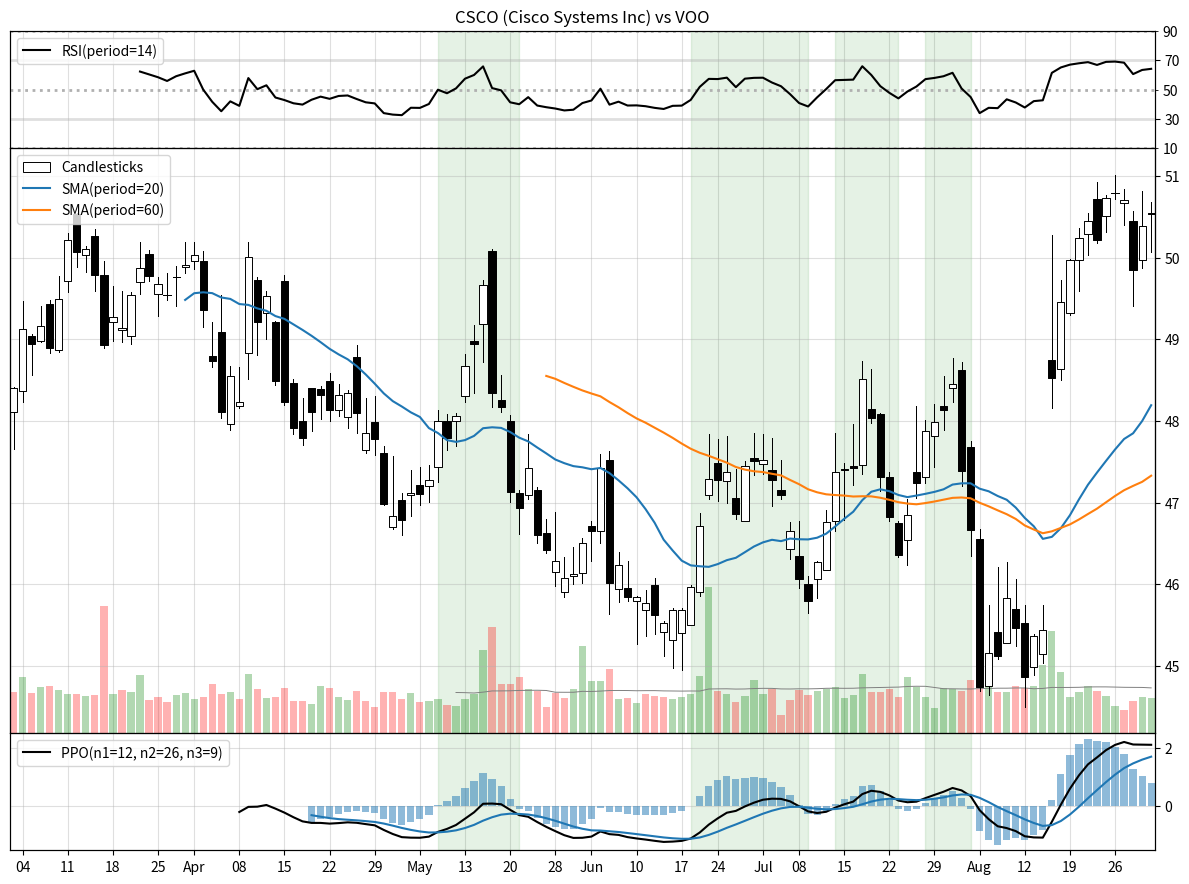 CSCO (Cisco Systems Inc) vs VOO
RSI(period=14)
90
70
50
30
10
Candlesticks
SMA(period=20)
SMA(period=60)
51
50
49
48
47
46
45
PPO(n1=12, n2=26, n3=9)
2
0
04 11 18 25 Apr 08 15 22 29 May 13 20 28 Jun 10 17 24 Jul 08 15 22 29 Aug 12 19 26